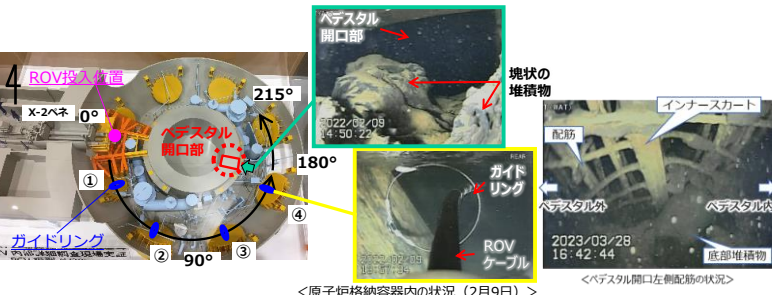 ROV投入位置
X-2ペネ
0°
215°
ペデスタル
開口部
180°
①
②
③
④
90°
ガイドリング
ペデスタル
開口部
塊状の
堆積物
2022/02/09
14:50:22
REAR
ガイド
リング
ROV
ケーブル
<原子炉格納容器内の状況（2月9日）>
インナースカート
配筋
ペデスタル外
ペデスタル内
2023/03/28
16:42:44
底部堆積物
<ペデスタル開口左側配筋の状況>